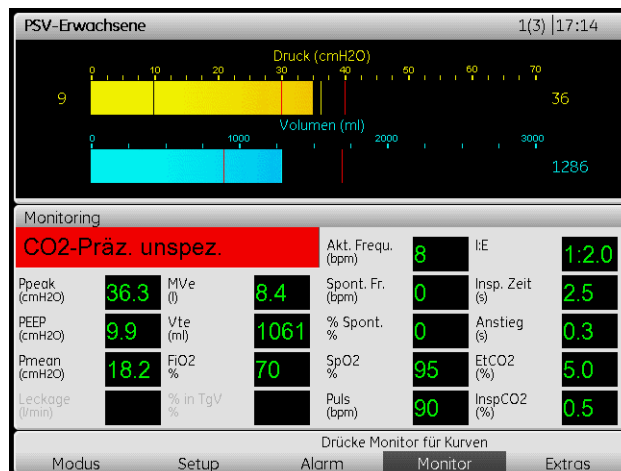 PSV-Erwachsene 1(3) 17:14
Druck (cmH2O)
0 10 20 30 40 50 60 70
9 36
Volumen (ml)
0 1000 2000 3000
1286
Monitoring
CO2-Präz. unspez. Akt. Frequ. (bpm) 8 I:E 1:2.0
Ppeak (cmH2O) 36.3 MVe (l) 8.4 Spont. Fr. (bpm) 0 Insp. Zeit (s) 2.5
PEEP (cmH2O) 9.9 Vte (ml) 1061 % Spont. % 0 Anstieg (s) 0.3
Pmean (cmH2O) 18.2 FiO2 % 70 SpO2 % 95 EtCO2 (%) 5.0
Leckage (l/min) % in TgV % Puls (bpm) 90 InspCO2 (%) 0.5
Drücke Monitor für Kurven
Modus Setup Alarm Monitor Extras